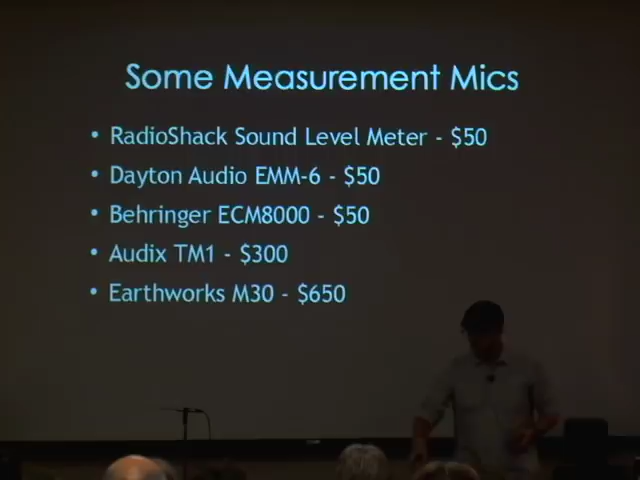 Some Measurement Mics
• RadioShack Sound Level Meter - $50
• Dayton Audio EMM-6 - $50
• Behringer ECM8000 - $50
• Audix TM1 - $300
• Earthworks M30 - $650